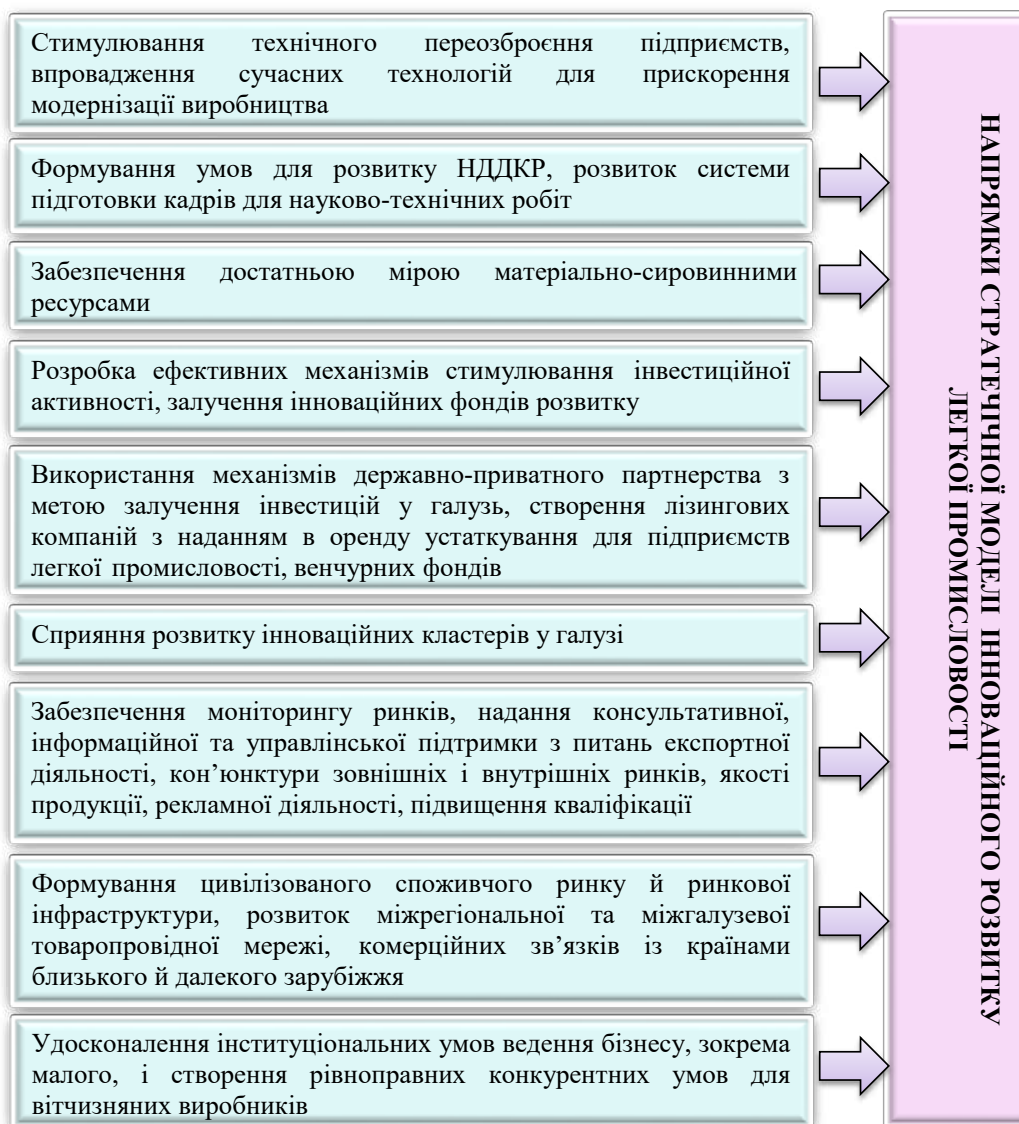 Стимулювання технічного переозброєння підприємств,
впровадження сучасних технологій для прискорення
модернізації виробництва
Формування умов для розвитку НДДКР, розвиток системи
підготовки кадрів для науково-технічних робіт
Забезпечення достатньою мірою матеріально-сировинними
ресурсами
Розробка ефективних механізмів стимулювання інвестиційної
активності, залучення інноваційних фондів розвитку
Використання механізмів державно-приватного партнерства з
метою залучення інвестицій у галузь, створення лізингових
компаній з наданням в оренду устаткування для підприємств
легкої промисловості, венчурних фондів
Сприяння розвитку інноваційних кластерів у галузі
Забезпечення моніторингу ринків, надання консультативної,
інформаційної та управлінської підтримки з питань експортної
діяльності, кон’юнктури зовнішніх і внутрішніх ринків, якості
продукції, рекламної діяльності, підвищення кваліфікації
Формування цивілізованого споживчого ринку й ринкової
інфраструктури, розвиток міжрегіональної та міжгалузевої
товаропровідної мережі, комерційних зв’язків із країнами
близького й далекого зарубіжжя
Удосконалення інституціональних умов ведення бізнесу, зокрема
малого, і створення рівноправних конкурентних умов для
вітчизняних виробників
НАПРЯМКИ СТРАТЕГІЧНОЇ МОДЕЛІ ІННОВАЦІЙНОГО РОЗВИТКУ
ЛЕГКОЇ ПРОМИСЛОВОСТІ